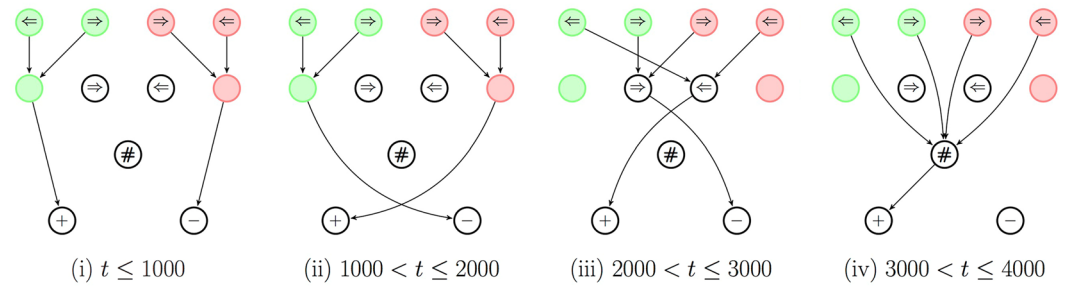 ⇐ ⇒ ⇒ ⇐ ⇐ ⇒ ⇒ ⇐ ⇐ ⇒ ⇒ ⇐ ⇐ ⇒ ⇒ ⇐
⇒ ⇐ ⇒ ⇐ ⇒ ⇐ ⇒ ⇐
# # # #
+ − + − + − + −
(i) t ≤ 1000 (ii) 1000 < t ≤ 2000 (iii) 2000 < t ≤ 3000 (iv) 3000 < t ≤ 4000